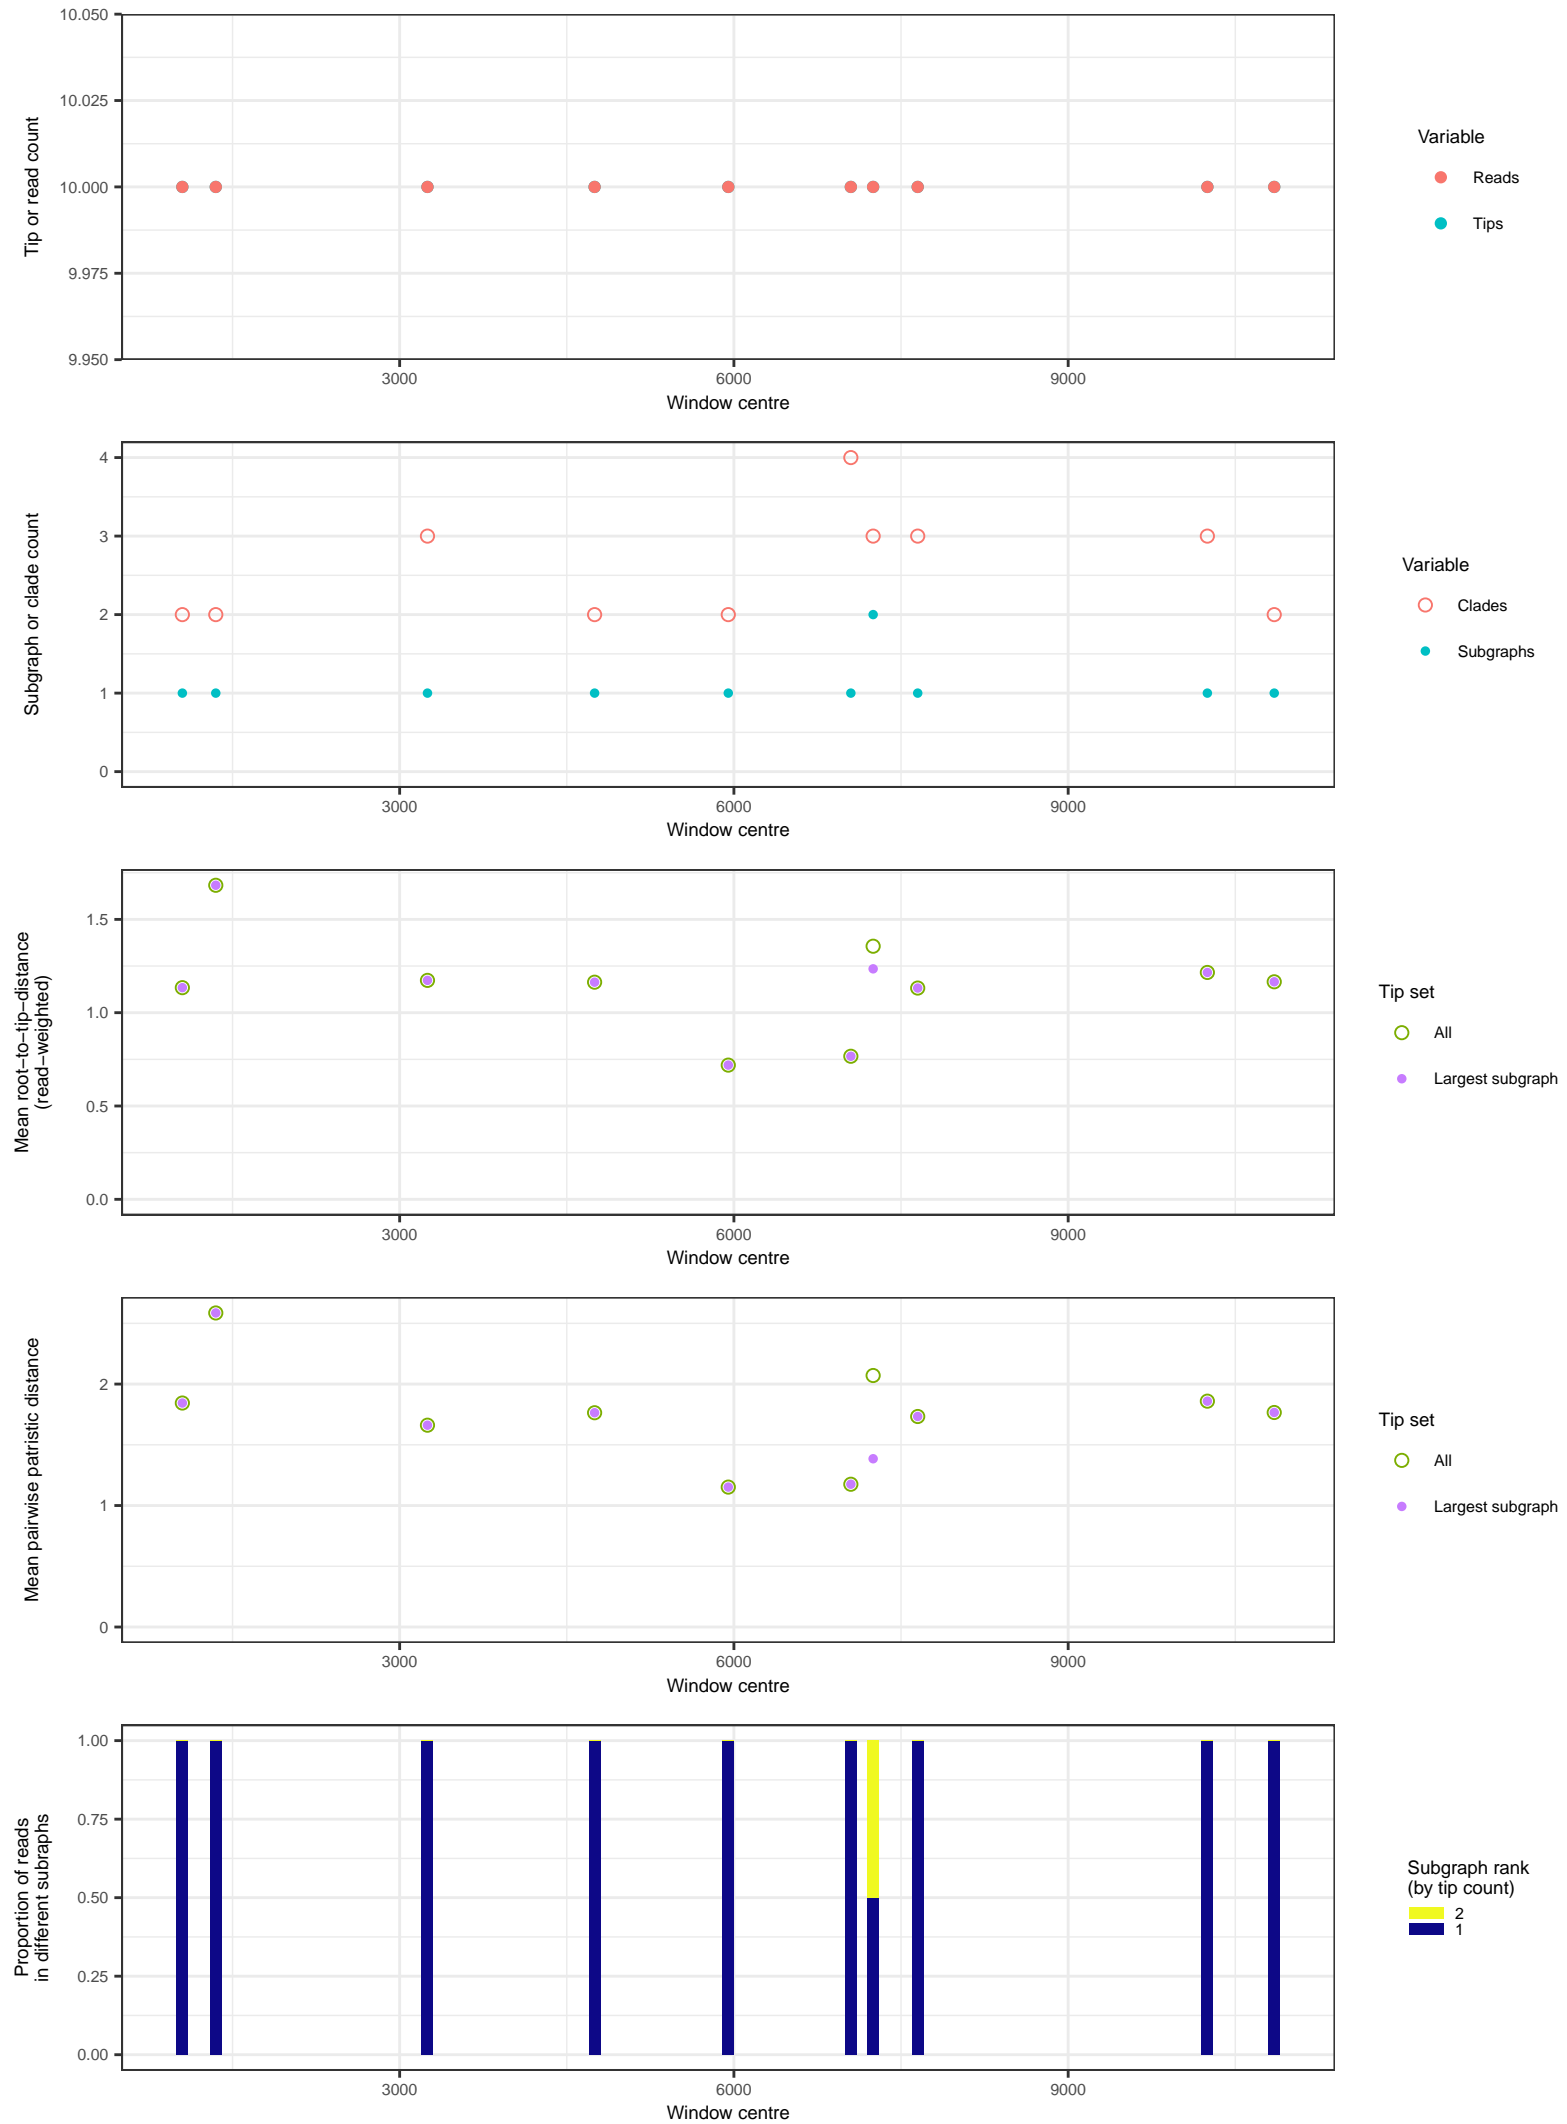 10.050
10.025
10.000
9.975
9.950
Tip or read count
3000
6000
9000
Window centre
Variable
Reads
Tips
4
3
2
1
0
Subgraph or clade count
3000
6000
9000
Window centre
Variable
Clades
Subgraphs
1.5
1.0
0.5
0.0
Mean root−to−tip−distance
(read−weighted)
3000
6000
9000
Window centre
Tip set
All
Largest subgraph
2
1
0
Mean pairwise patristic distance
3000
6000
9000
Window centre
Tip set
All
Largest subgraph
1.00
0.75
0.50
0.25
0.00
Proportion of reads
in different subraphs
3000
6000
9000
Window centre
Subgraph rank
(by tip count)
2
1